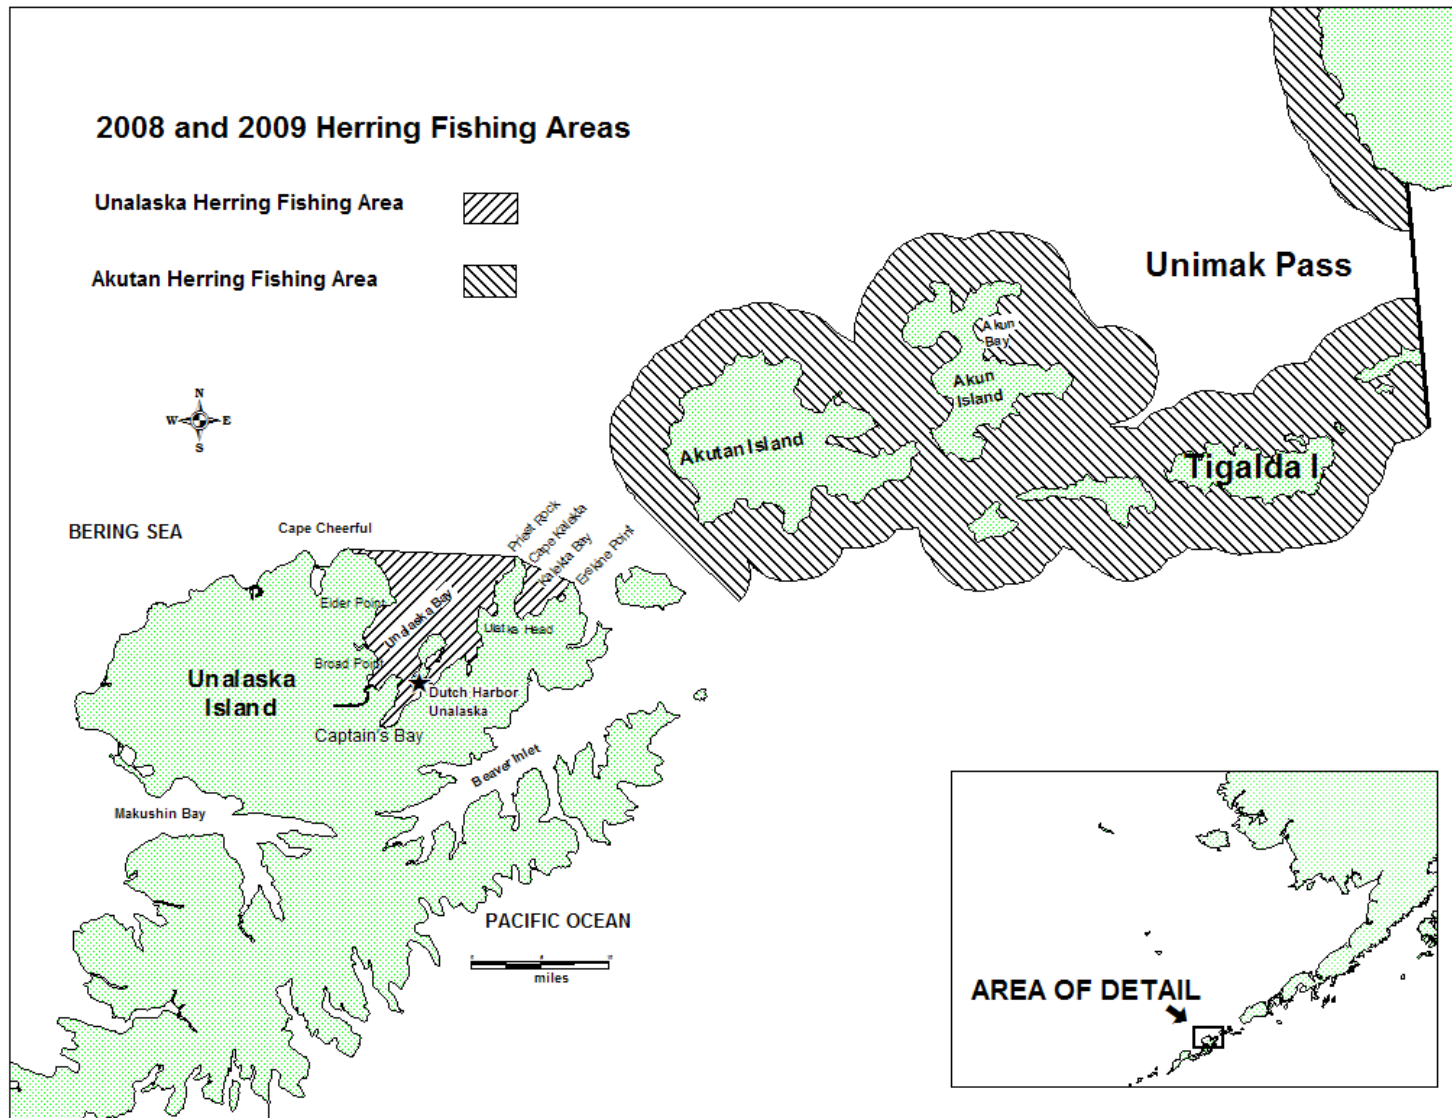 2008 and 2009 Herring Fishing Areas
Unalaska Herring Fishing Area
Akutan Herring Fishing Area
N
W
E
S
Unimak Pass
Akun
Bay
Akun
Island
Akutan Island
Tigalda I.
BERING SEA
Cape Cheerful
Priest Rock
Cape Kalekta
Kalekta Bay
Erskine Point
Elder Point
Unalaska Bay
Ulatka Head
Broad Point
Unalaska
Island
Dutch Harbor
Unalaska
Captain's Bay
Beaver Inlet
Makushin Bay
PACIFIC OCEAN
miles
AREA OF DETAIL